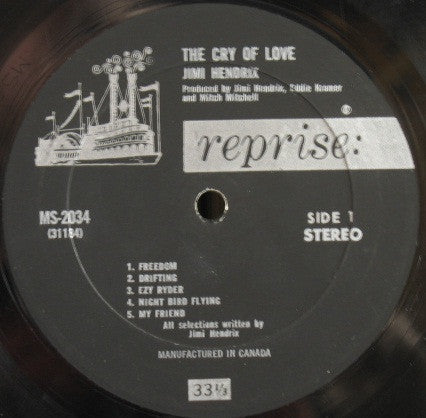 THE CRY OF LOVE
JIMI HENDRIX
Produced by Jimi Hendrix, Eddie Kramer
and Mitch Mitchell
®
reprise:
MS-2034
(31184)
SIDE 1
STEREO
1. FREEDOM
2. DRIFTING
3. EZY RYDER
4. NIGHT BIRD FLYING
5. MY FRIEND
All selections written by
Jimi Hendrix
MANUFACTURED IN CANADA
33⅓